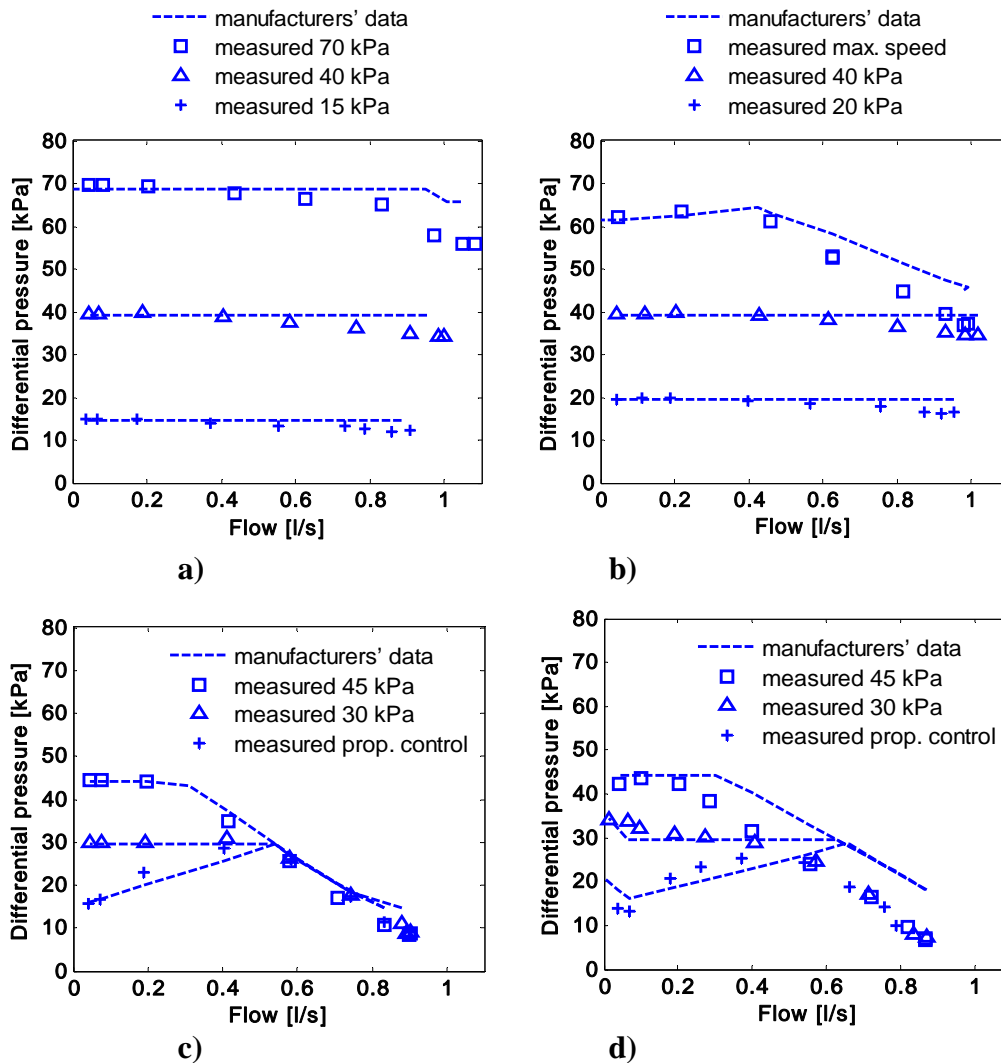 manufacturers' data
measured 70 kPa
measured 40 kPa
measured 15 kPa
Differential pressure [kPa]
80
70
60
50
40
30
20
10
0
0 0.2 0.4 0.6 0.8 1
Flow [l/s]
a)
manufacturers' data
measured max. speed
measured 40 kPa
measured 20 kPa
Differential pressure [kPa]
80
70
60
50
40
30
20
10
0
0 0.2 0.4 0.6 0.8 1
Flow [l/s]
b)
manufacturers' data
measured 45 kPa
measured 30 kPa
measured prop. control
Differential pressure [kPa]
80
70
60
50
40
30
20
10
0
0 0.2 0.4 0.6 0.8 1
Flow [l/s]
c)
manufacturers' data
measured 45 kPa
measured 30 kPa
measured prop. control
Differential pressure [kPa]
80
70
60
50
40
30
20
10
0
0 0.2 0.4 0.6 0.8 1
Flow [l/s]
d)